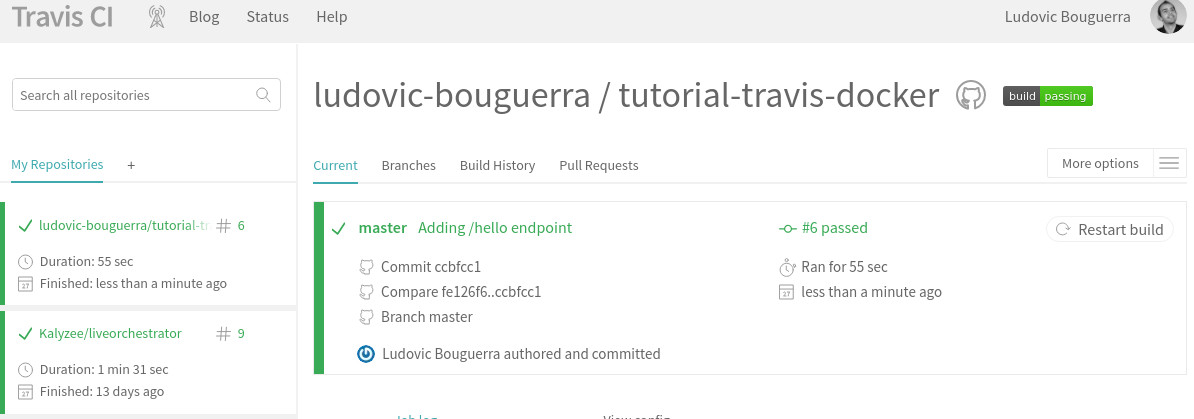 Travis CI Blog Status Help Ludovic Bouguerra
Search all repositories
ludovic-bouguerra / tutorial-travis-docker build passing
My Repositories +
Current Branches Build History Pull Requests More options
ludovic-bouguerra/tutorial-tr # 6
Duration: 55 sec
Finished: less than a minute ago
Kalyzee/liveorchestrator # 9
Duration: 1 min 31 sec
Finished: 13 days ago
master Adding /hello endpoint #6 passed Restart build
Commit ccbfcc1 Ran for 55 sec
Compare fe126f6..ccbfcc1 less than a minute ago
Branch master
Ludovic Bouguerra authored and committed
Job log View config